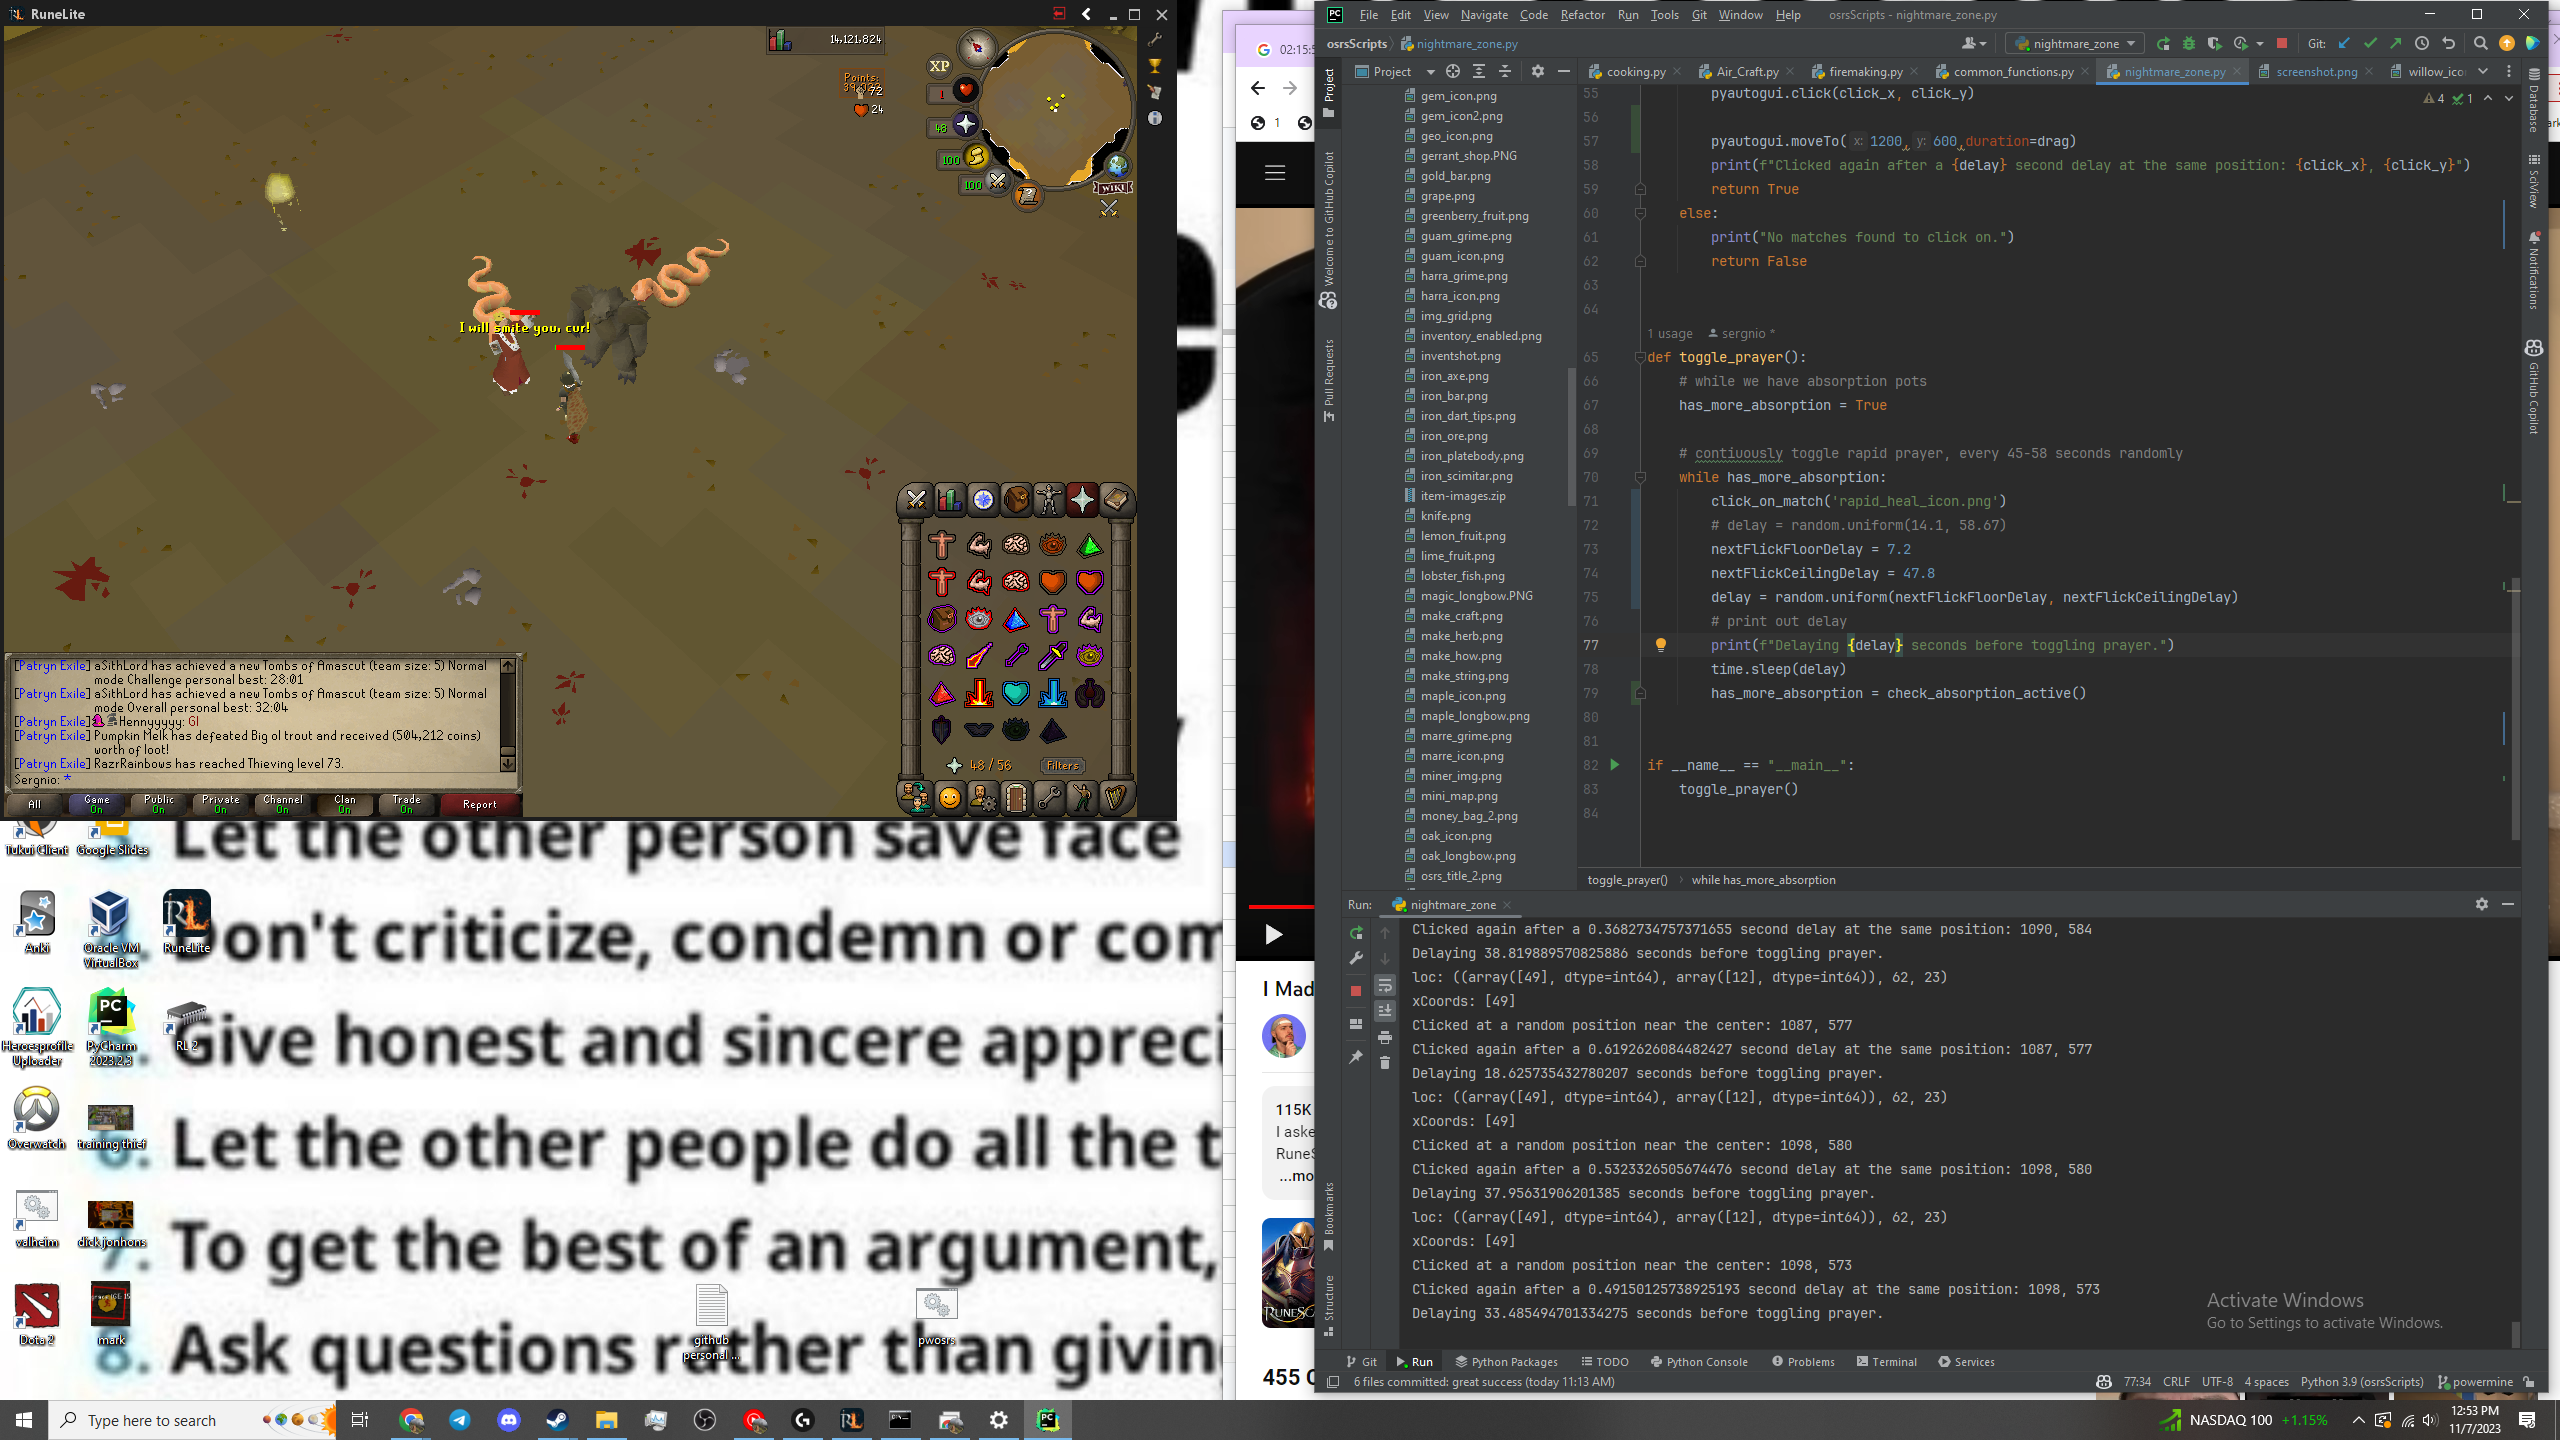 RuneLite
14,121,824
Points:
72
24
XP
1
48
100
100
WIKI
I will smite you, cur!
[Patryn Exile] aSithLord has achieved a new Tombs of Amascut (team size: 5) Normal
mode Challenge personal best: 28:01
[Patryn Exile] aSithLord has achieved a new Tombs of Amascut (team size: 5) Normal
mode Overall personal best: 32:04
[Patryn Exile] Hennyyyyy: Gl
[Patryn Exile] Pumpkin Melk has defeated Big ol trout and received (504,212 coins)
worth of loot!
[Patryn Exile] RazrRainbows has reached Thieving level 73.
Sergnio: *
All
Game
On
Public
On
Private
On
Channel
On
Clan
On
Trade
On
Report
48 / 56
Filters
Let the other person save face
Don't criticize, condemn or com
Give honest and sincere appreci
Let the other people do all the t
7. To get the best of an argument,
8. Ask questions rather than giving
Tukui Client
Google Slides
Anki
Oracle VM
VirtualBox
RuneLite
Heroesprofile
Uploader
PyCharm
2023.2.3
RL 2
Overwatch
training thief
valheim
dick jonhons
Dota 2
mark
github
personal ...
pwosrs
02:15:5
1
I Mad
115K
I aske
RuneS
...mo
455 C
File Edit View Navigate Code Refactor Run Tools Git Window Help
osrsScripts - nightmare_zone.py
osrsScripts
nightmare_zone.py
nightmare_zone
Git:
Project
cooking.py
Air_Craft.py
firemaking.py
common_functions.py
nightmare_zone.py
screenshot.png
willow_ico
Project
Welcome to GitHub Copilot
Pull Requests
Bookmarks
Structure
gem_icon.png
gem_icon2.png
geo_icon.png
gerrant_shop.PNG
gold_bar.png
grape.png
greenberry_fruit.png
guam_grime.png
guam_icon.png
harra_grime.png
harra_icon.png
img_grid.png
inventory_enabled.png
inventshot.png
iron_axe.png
iron_bar.png
iron_dart_tips.png
iron_ore.png
iron_platebody.png
iron_scimitar.png
item-images.zip
knife.png
lemon_fruit.png
lime_fruit.png
lobster_fish.png
magic_longbow.PNG
make_craft.png
make_herb.png
make_how.png
make_string.png
maple_icon.png
maple_longbow.png
marre_grime.png
marre_icon.png
miner_img.png
mini_map.png
money_bag_2.png
oak_icon.png
oak_longbow.png
osrs_title_2.png
4 1
55 pyautogui.click(click_x, click_y)
56
57 pyautogui.moveTo( x: 1200, y: 600, duration=drag)
58 print(f"Clicked again after a {delay} second delay at the same position: {click_x}, {click_y}")
59 return True
60 else:
61 print("No matches found to click on.")
62 return False
63
64
1 usage sergnio *
65 def toggle_prayer():
66 # while we have absorption pots
67 has_more_absorption = True
68
69 # contiuously toggle rapid prayer, every 45-58 seconds randomly
70 while has_more_absorption:
71 click_on_match('rapid_heal_icon.png')
72 # delay = random.uniform(14.1, 58.67)
73 nextFlickFloorDelay = 7.2
74 nextFlickCeilingDelay = 47.8
75 delay = random.uniform(nextFlickFloorDelay, nextFlickCeilingDelay)
76 # print out delay
77 print(f"Delaying {delay} seconds before toggling prayer.")
78 time.sleep(delay)
79 has_more_absorption = check_absorption_active()
80
81
82 if __name__ == "__main__":
83 toggle_prayer()
84
toggle_prayer() while has_more_absorption
Database
SciView
Notifications
GitHub Copilot
Run: nightmare_zone
Clicked again after a 0.3682734757371655 second delay at the same position: 1090, 584
Delaying 38.819889570825886 seconds before toggling prayer.
loc: ((array([49], dtype=int64), array([12], dtype=int64)), 62, 23)
xCoords: [49]
Clicked at a random position near the center: 1087, 577
Clicked again after a 0.6192626084482427 second delay at the same position: 1087, 577
Delaying 18.625735432780207 seconds before toggling prayer.
loc: ((array([49], dtype=int64), array([12], dtype=int64)), 62, 23)
xCoords: [49]
Clicked at a random position near the center: 1098, 580
Clicked again after a 0.5323326505674476 second delay at the same position: 1098, 580
Delaying 37.95631906201385 seconds before toggling prayer.
loc: ((array([49], dtype=int64), array([12], dtype=int64)), 62, 23)
xCoords: [49]
Clicked at a random position near the center: 1098, 573
Clicked again after a 0.49150125738925193 second delay at the same position: 1098, 573
Delaying 33.485494701334275 seconds before toggling prayer.
Activate Windows
Go to Settings to activate Windows.
Git Run Python Packages TODO Python Console Problems Terminal Services
6 files committed: great success (today 11:13 AM)
77:34 CRLF UTF-8 4 spaces Python 3.9 (osrsScripts) powermine
Type here to search
NASDAQ 100 +1.15%
12:53 PM
11/7/2023